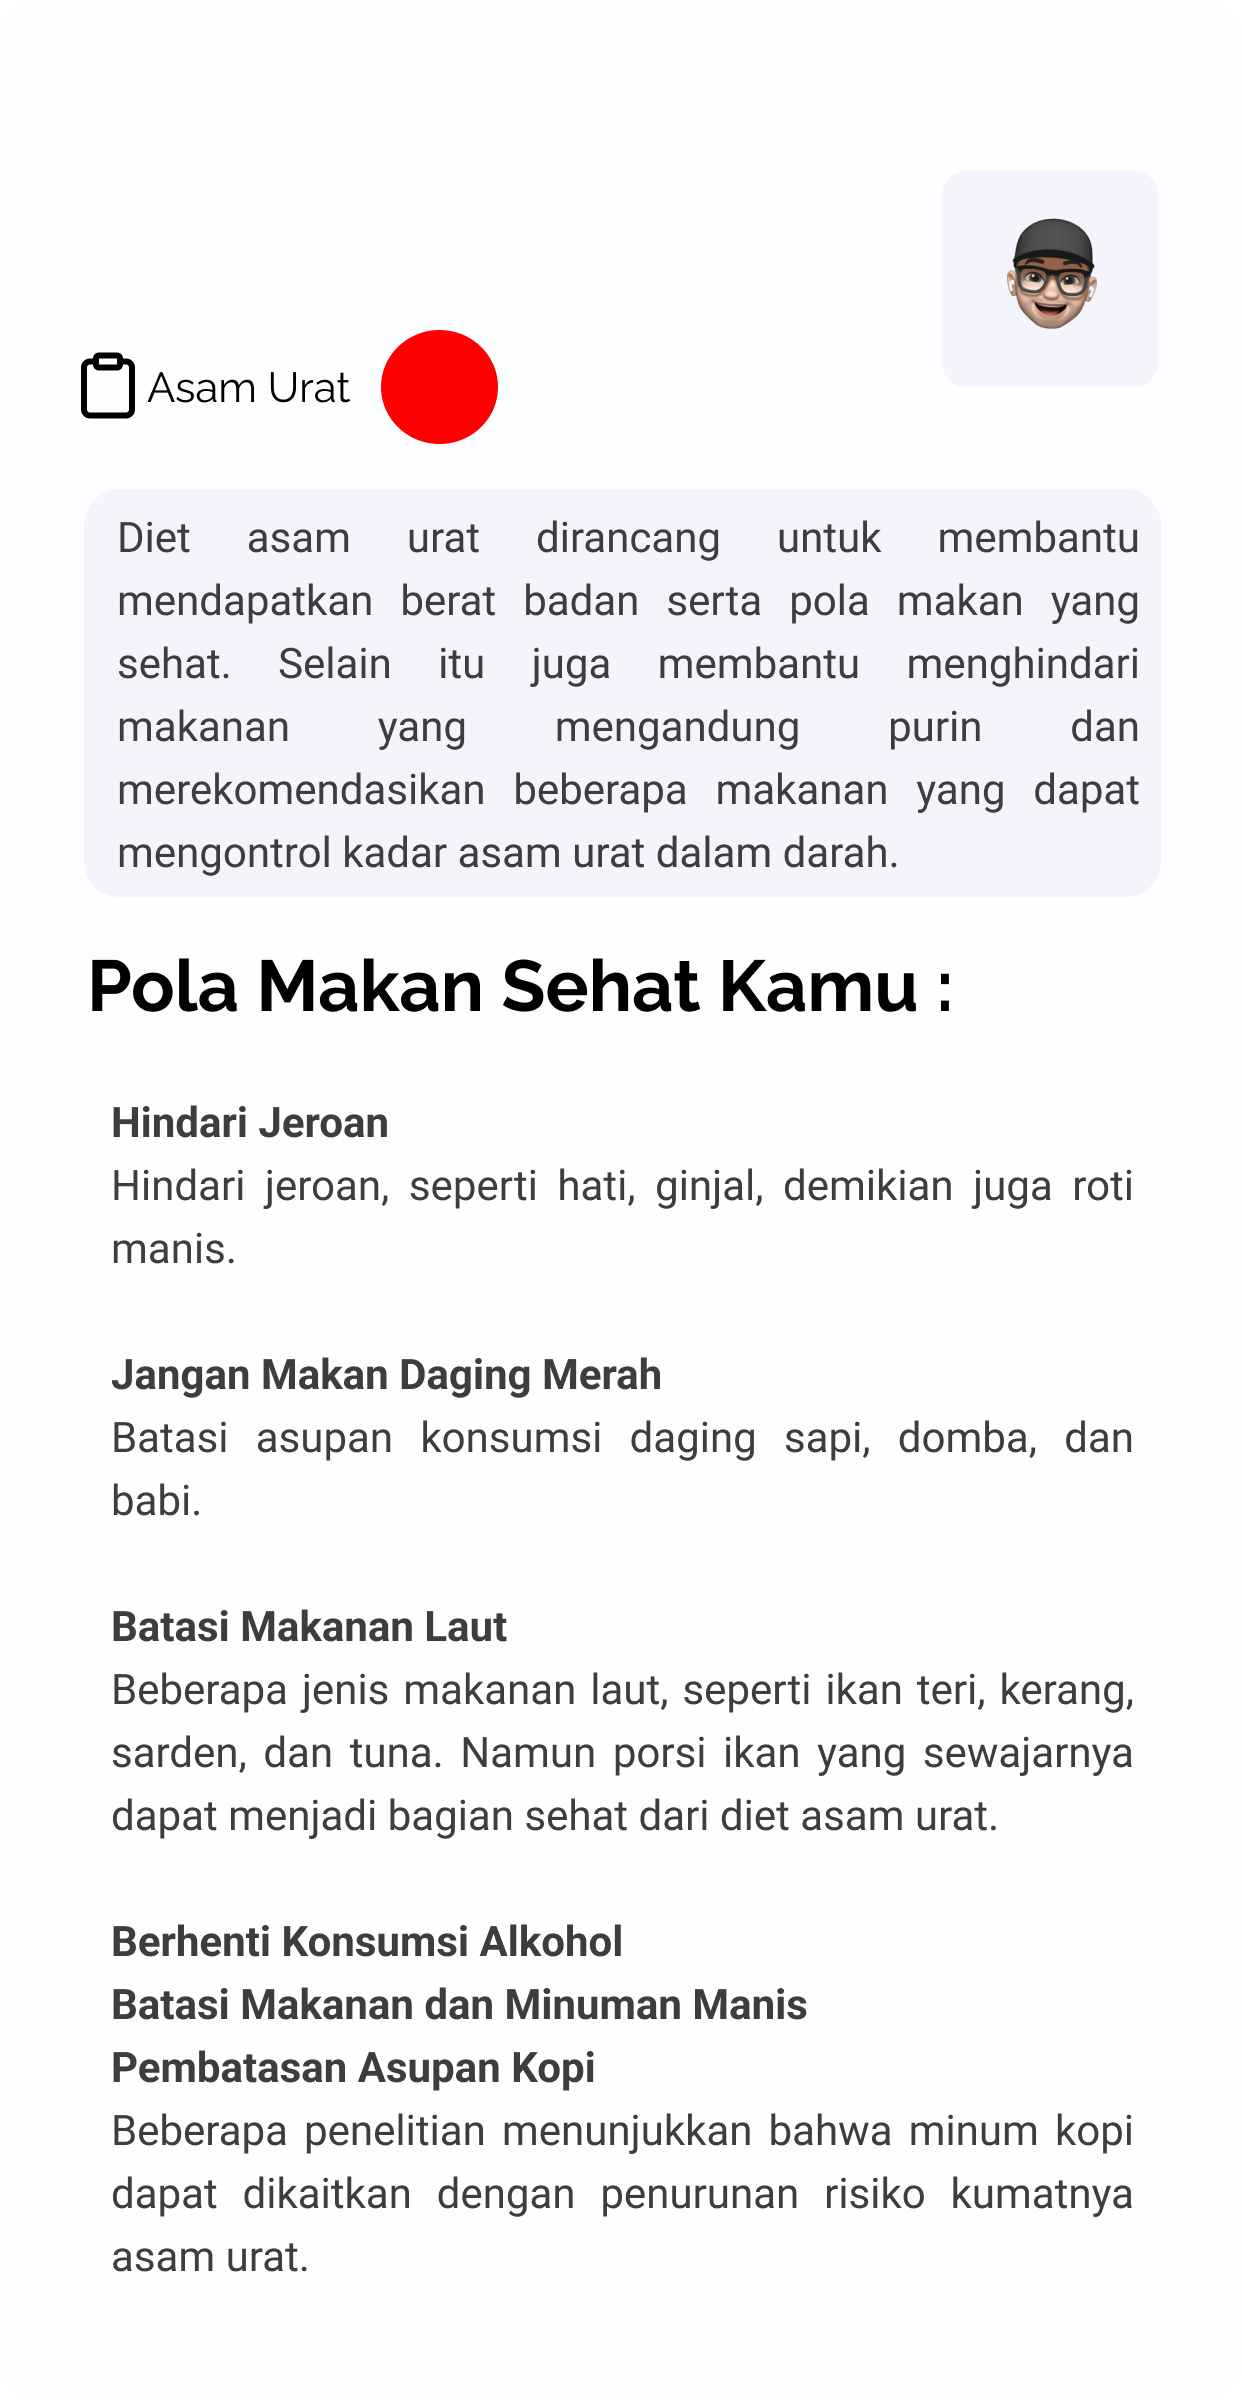 Asam Urat
Diet asam urat dirancang untuk membantu
mendapatkan berat badan serta pola makan yang
sehat. Selain itu juga membantu menghindari
makanan yang mengandung purin dan
merekomendasikan beberapa makanan yang dapat
mengontrol kadar asam urat dalam darah.
Pola Makan Sehat Kamu :
Hindari Jeroan
Hindari jeroan, seperti hati, ginjal, demikian juga roti
manis.
Jangan Makan Daging Merah
Batasi asupan konsumsi daging sapi, domba, dan
babi.
Batasi Makanan Laut
Beberapa jenis makanan laut, seperti ikan teri, kerang,
sarden, dan tuna. Namun porsi ikan yang sewajarnya
dapat menjadi bagian sehat dari diet asam urat.
Berhenti Konsumsi Alkohol
Batasi Makanan dan Minuman Manis
Pembatasan Asupan Kopi
Beberapa penelitian menunjukkan bahwa minum kopi
dapat dikaitkan dengan penurunan risiko kumatnya
asam urat.